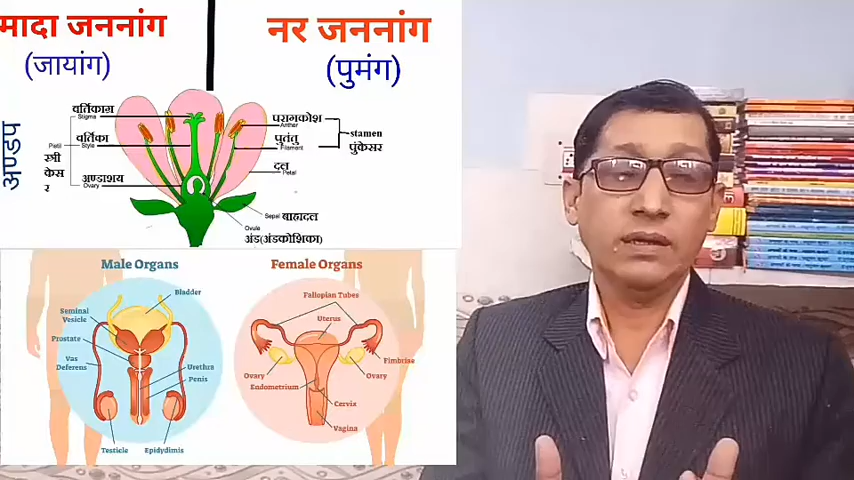 मादा जननांग
(जायांग)
नर जननांग
(पुमंग)
अण्डप
वर्तिकाग्र
Stigma
वर्तिका
Style
Pistil
स्त्री
केस
र
अण्डाशय
Ovary
परागकोश
Anther
पुतंतु
Filament
stamen
पुंकेसर
दल
Petal
Sepal बाह्यदल
Ovule
अंड(अंडकोशिका)
Male Organs
Bladder
Seminal
Vesicle
Prostate
Vas
Deferens
Urethra
Penis
Testicle
Epidydimis
Female Organs
Fallopian Tubes
Uterus
Fimbriae
Ovary
Ovary
Endometrium
Cervix
Vagina